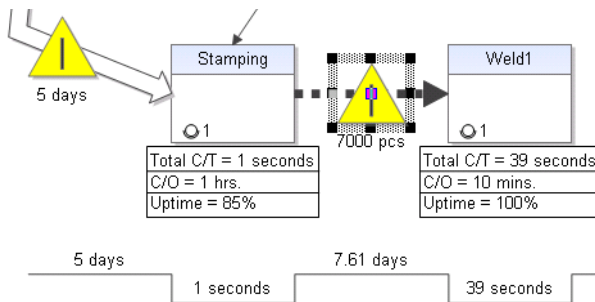 Stamping
Weld1
5 days
1
7000 pcs
1
Total C/T = 1 seconds
C/O = 1 hrs.
Uptime = 85%
Total C/T = 39 seconds
C/O = 10 mins.
Uptime = 100%
5 days
7.61 days
1 seconds
39 seconds